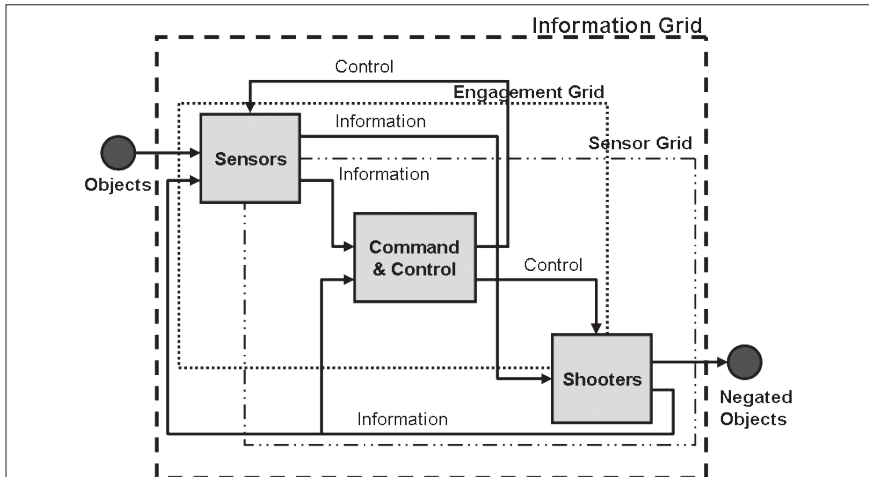 Information Grid
Control
Engagement Grid
Information
Sensor Grid
Sensors
Objects
Information
Command
& Control
Control
Shooters
Negated
Objects
Information